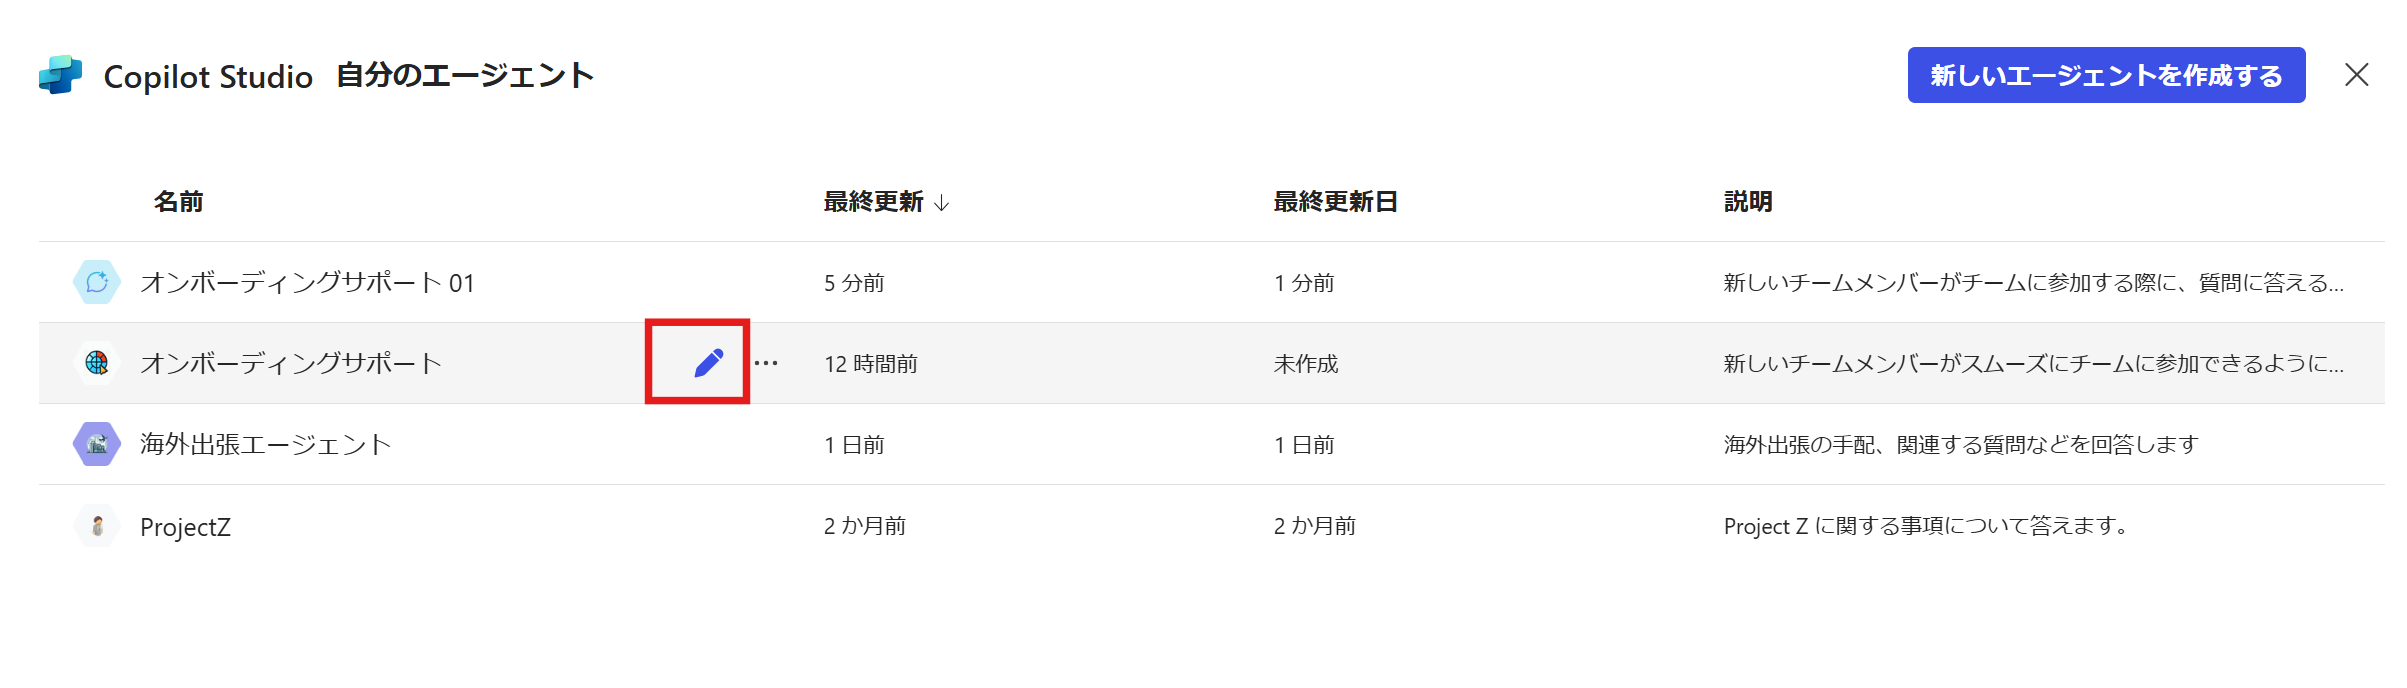 Copilot Studio 自分のエージェント 新しいエージェントを作成する
名前 最終更新 ↓ 最終更新日 説明
オンボーディングサポート 01 5 分前 1 分前 新しいチームメンバーがチームに参加する際に、質問に答える...
オンボーディングサポート ... 12 時間前 未作成 新しいチームメンバーがスムーズにチームに参加できるように...
海外出張エージェント 1 日前 1 日前 海外出張の手配、関連する質問などを回答します
ProjectZ 2 か月前 2 か月前 Project Z に関する事項について答えます。